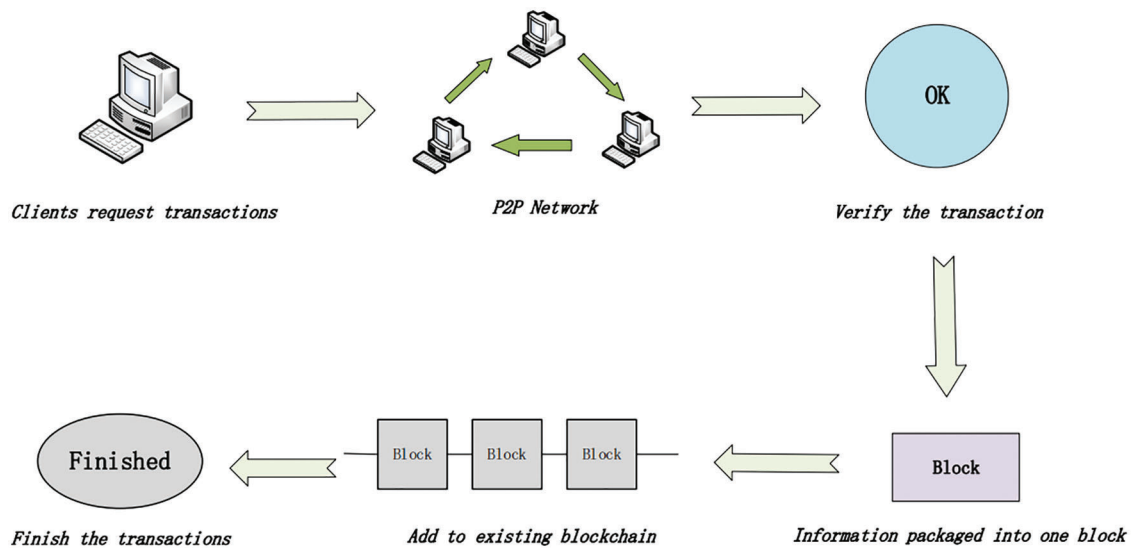 OK
Clients request transactions
P2P Network
Verify the transaction
Finished
Block
Block
Block
Block
Finish the transactions
Add to existing blockchain
Information packaged into one block